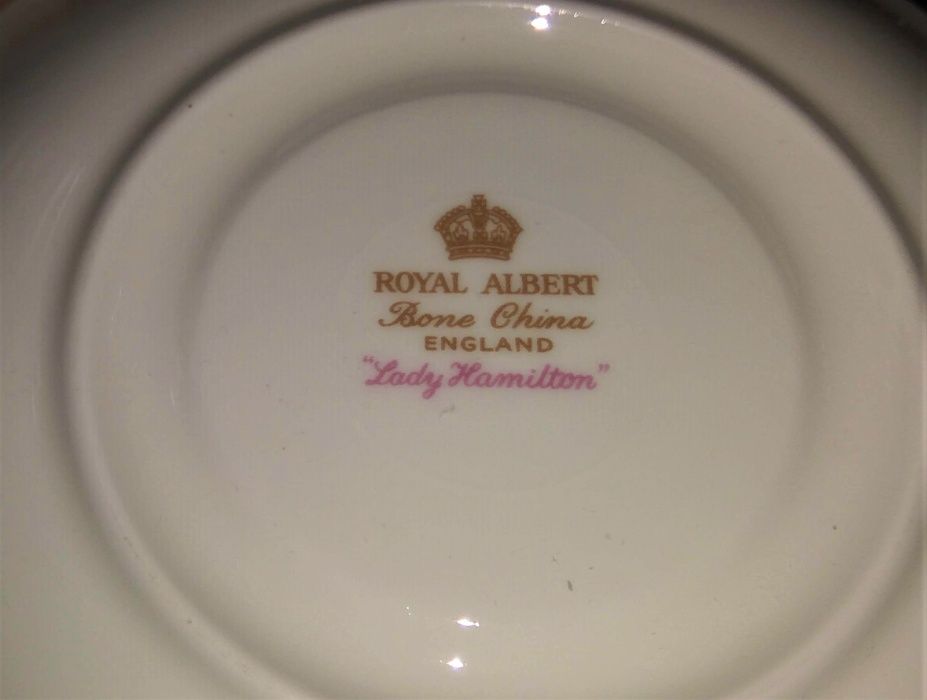 ROYAL ALBERT
Bone China
ENGLAND
"Lady Hamilton"